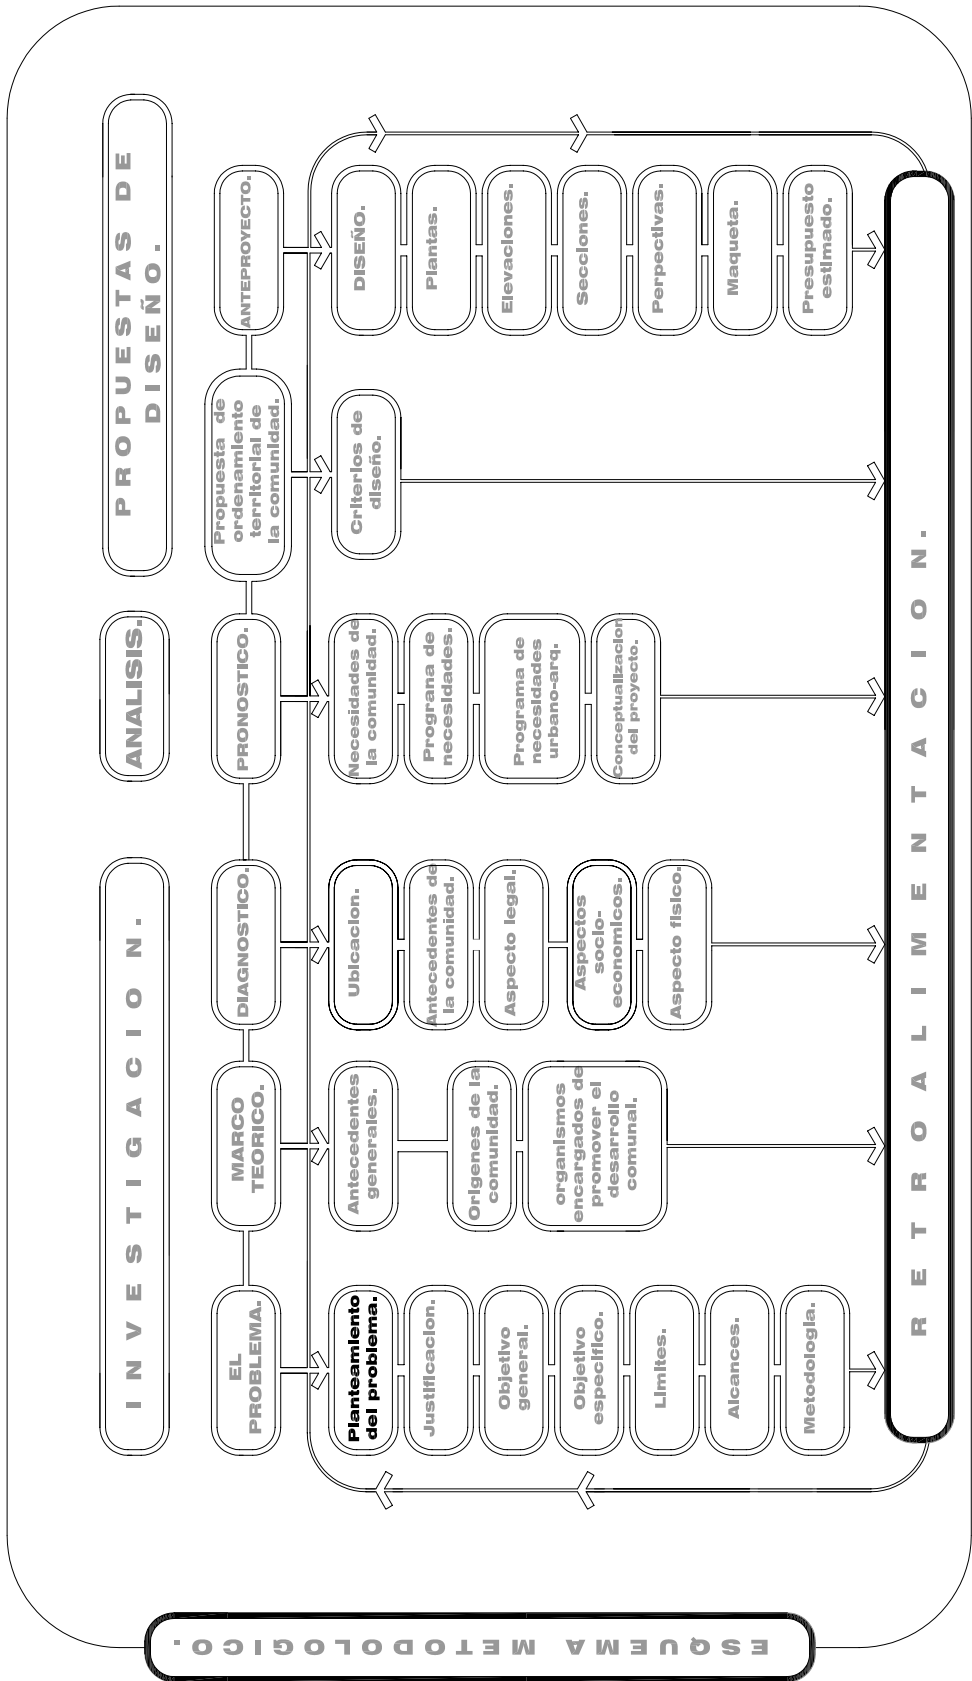 ESQUEMA METODOLOGICO.
INVESTIGACION.
ANALISIS.
PROPUESTAS DE
DISEÑO.
EL
PROBLEMA.
MARCO
TEORICO.
DIAGNOSTICO.
PRONOSTICO.
Propuesta de
ordenamiento
territorial de
la comunidad.
ANTEPROYECTO.
Planteamiento
del problema.
Justificacion.
Objetivo
general.
Objetivo
especifico.
Limites.
Alcances.
Metodologia.
Antecedentes
generales.
Origenes de la
comunidad.
organismos
encargados de
promover el
desarrollo
comunal.
Ubicacion.
Antecedentes de
la comunidad.
Aspecto legal.
Aspectos
socio-
economicos.
Aspecto fisico.
Necesidades de
la comunidad.
Prograna de
necesidades.
Programa de
necesidades
urbano-arq.
Conceptualizacion
del proyecto.
Criterios de
diseño.
DISEÑO.
Plantas.
Elevaciones.
Secciones.
Perpectivas.
Maqueta.
Presupuesto
estimado.
RETROALIMENTACION.